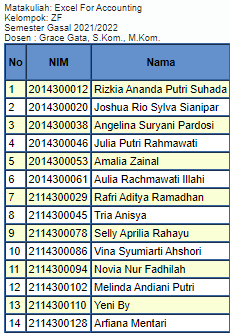 Matakuliah: Excel For Accounting
Kelompok: ZF
Semester Gasal 2021/2022
Dosen : Grace Gata, S.Kom., M.Kom.
No NIM Nama
1 2014300012 Rizkia Ananda Putri Suhada
2 2014300020 Joshua Rio Sylva Sianipar
3 2014300038 Angelina Suryani Pardosi
4 2014300046 Julia Putri Rahmawati
5 2014300053 Amalia Zainal
6 2014300061 Aulia Rachmawati Illahi
7 2114300029 Rafri Aditya Ramadhan
8 2114300045 Tria Anisya
9 2114300078 Selly Aprilia Rahayu
10 2114300086 Vina Syumiarti Ahshori
11 2114300094 Novia Nur Fadhilah
12 2114300102 Melinda Andiani Putri
13 2114300110 Yeni By
14 2114300128 Arfiana Mentari